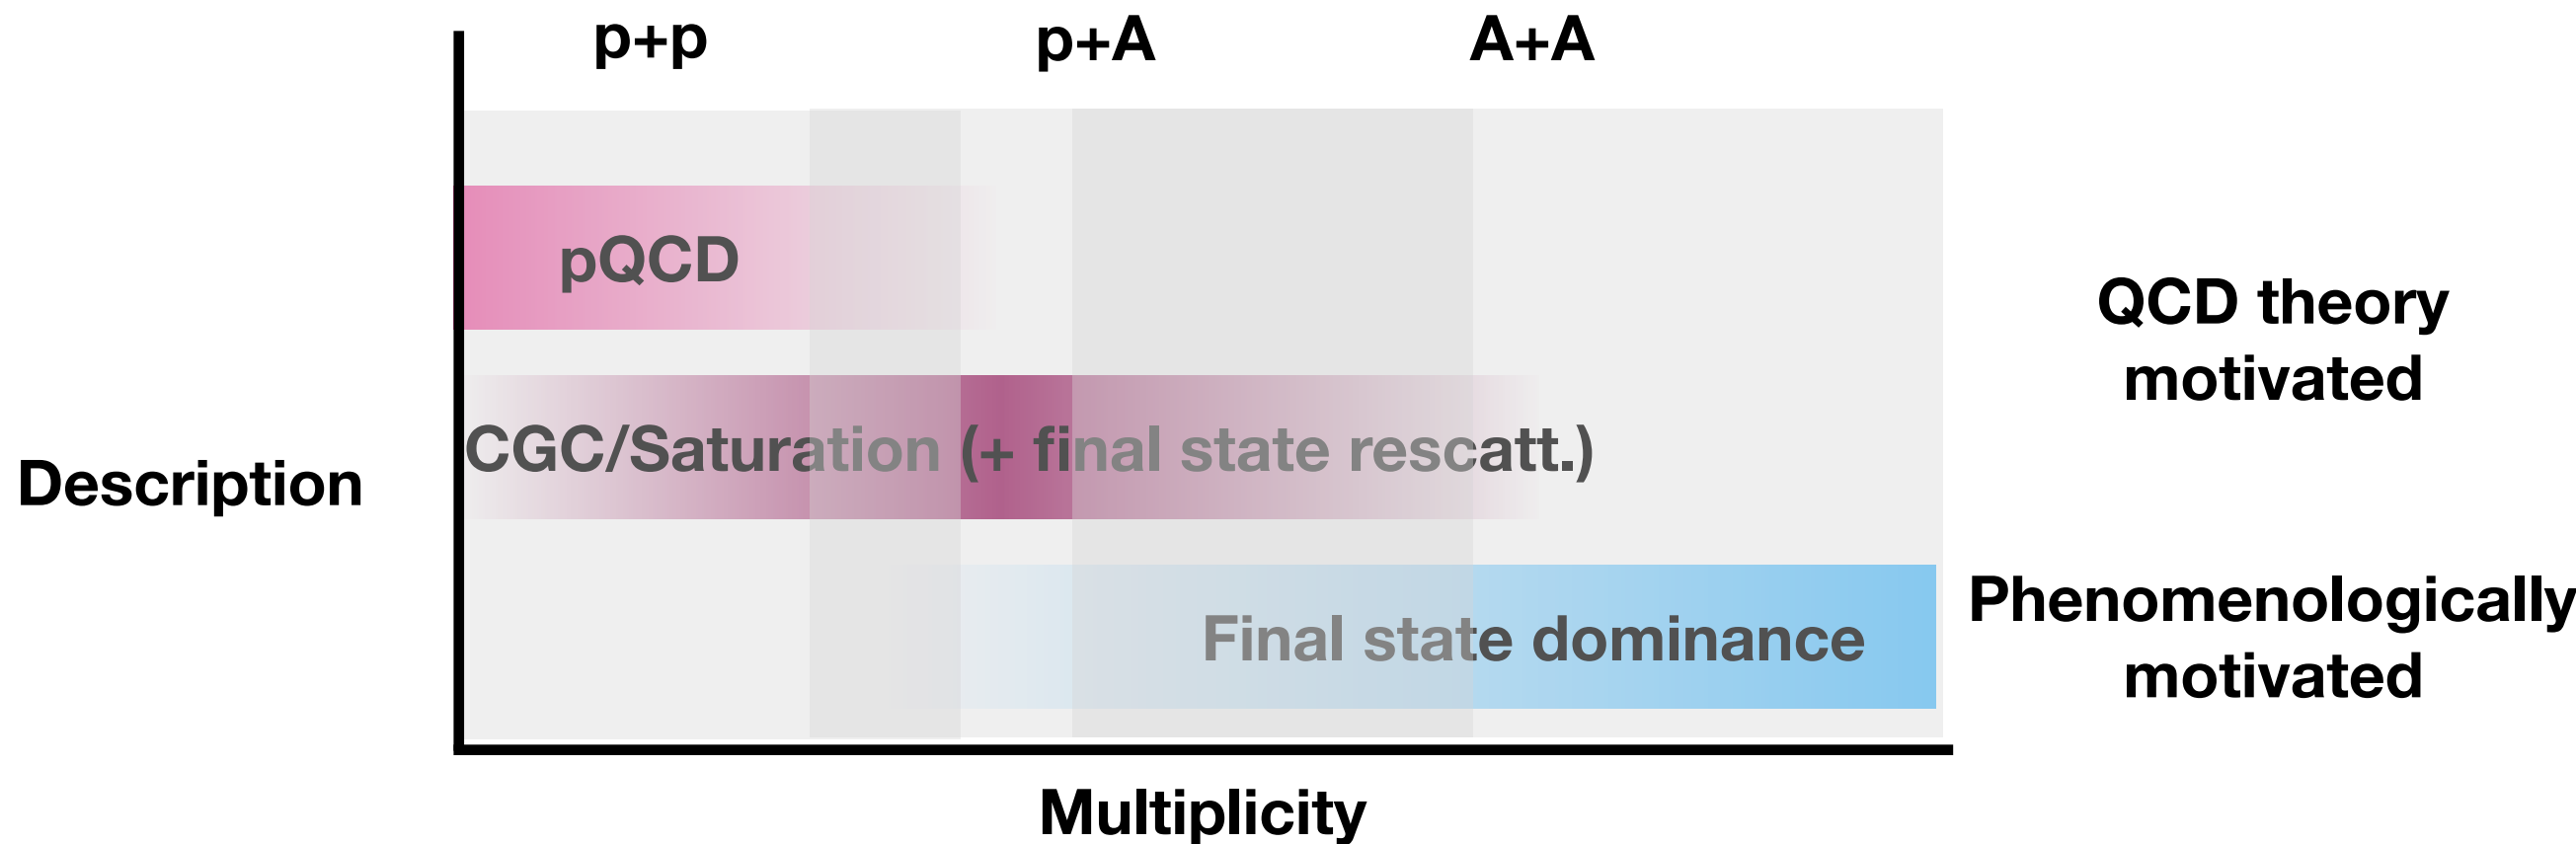 p+p p+A A+A
pQCD
QCD theory
motivated
CGC/Saturation (+ final state rescatt.)
Description
Final state dominance
Phenomenologically
motivated
Multiplicity